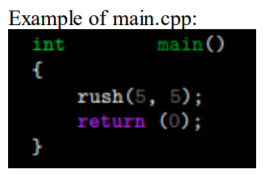 Example of main.cpp:
int main()
{
rush(5, 5);
return (0);
}